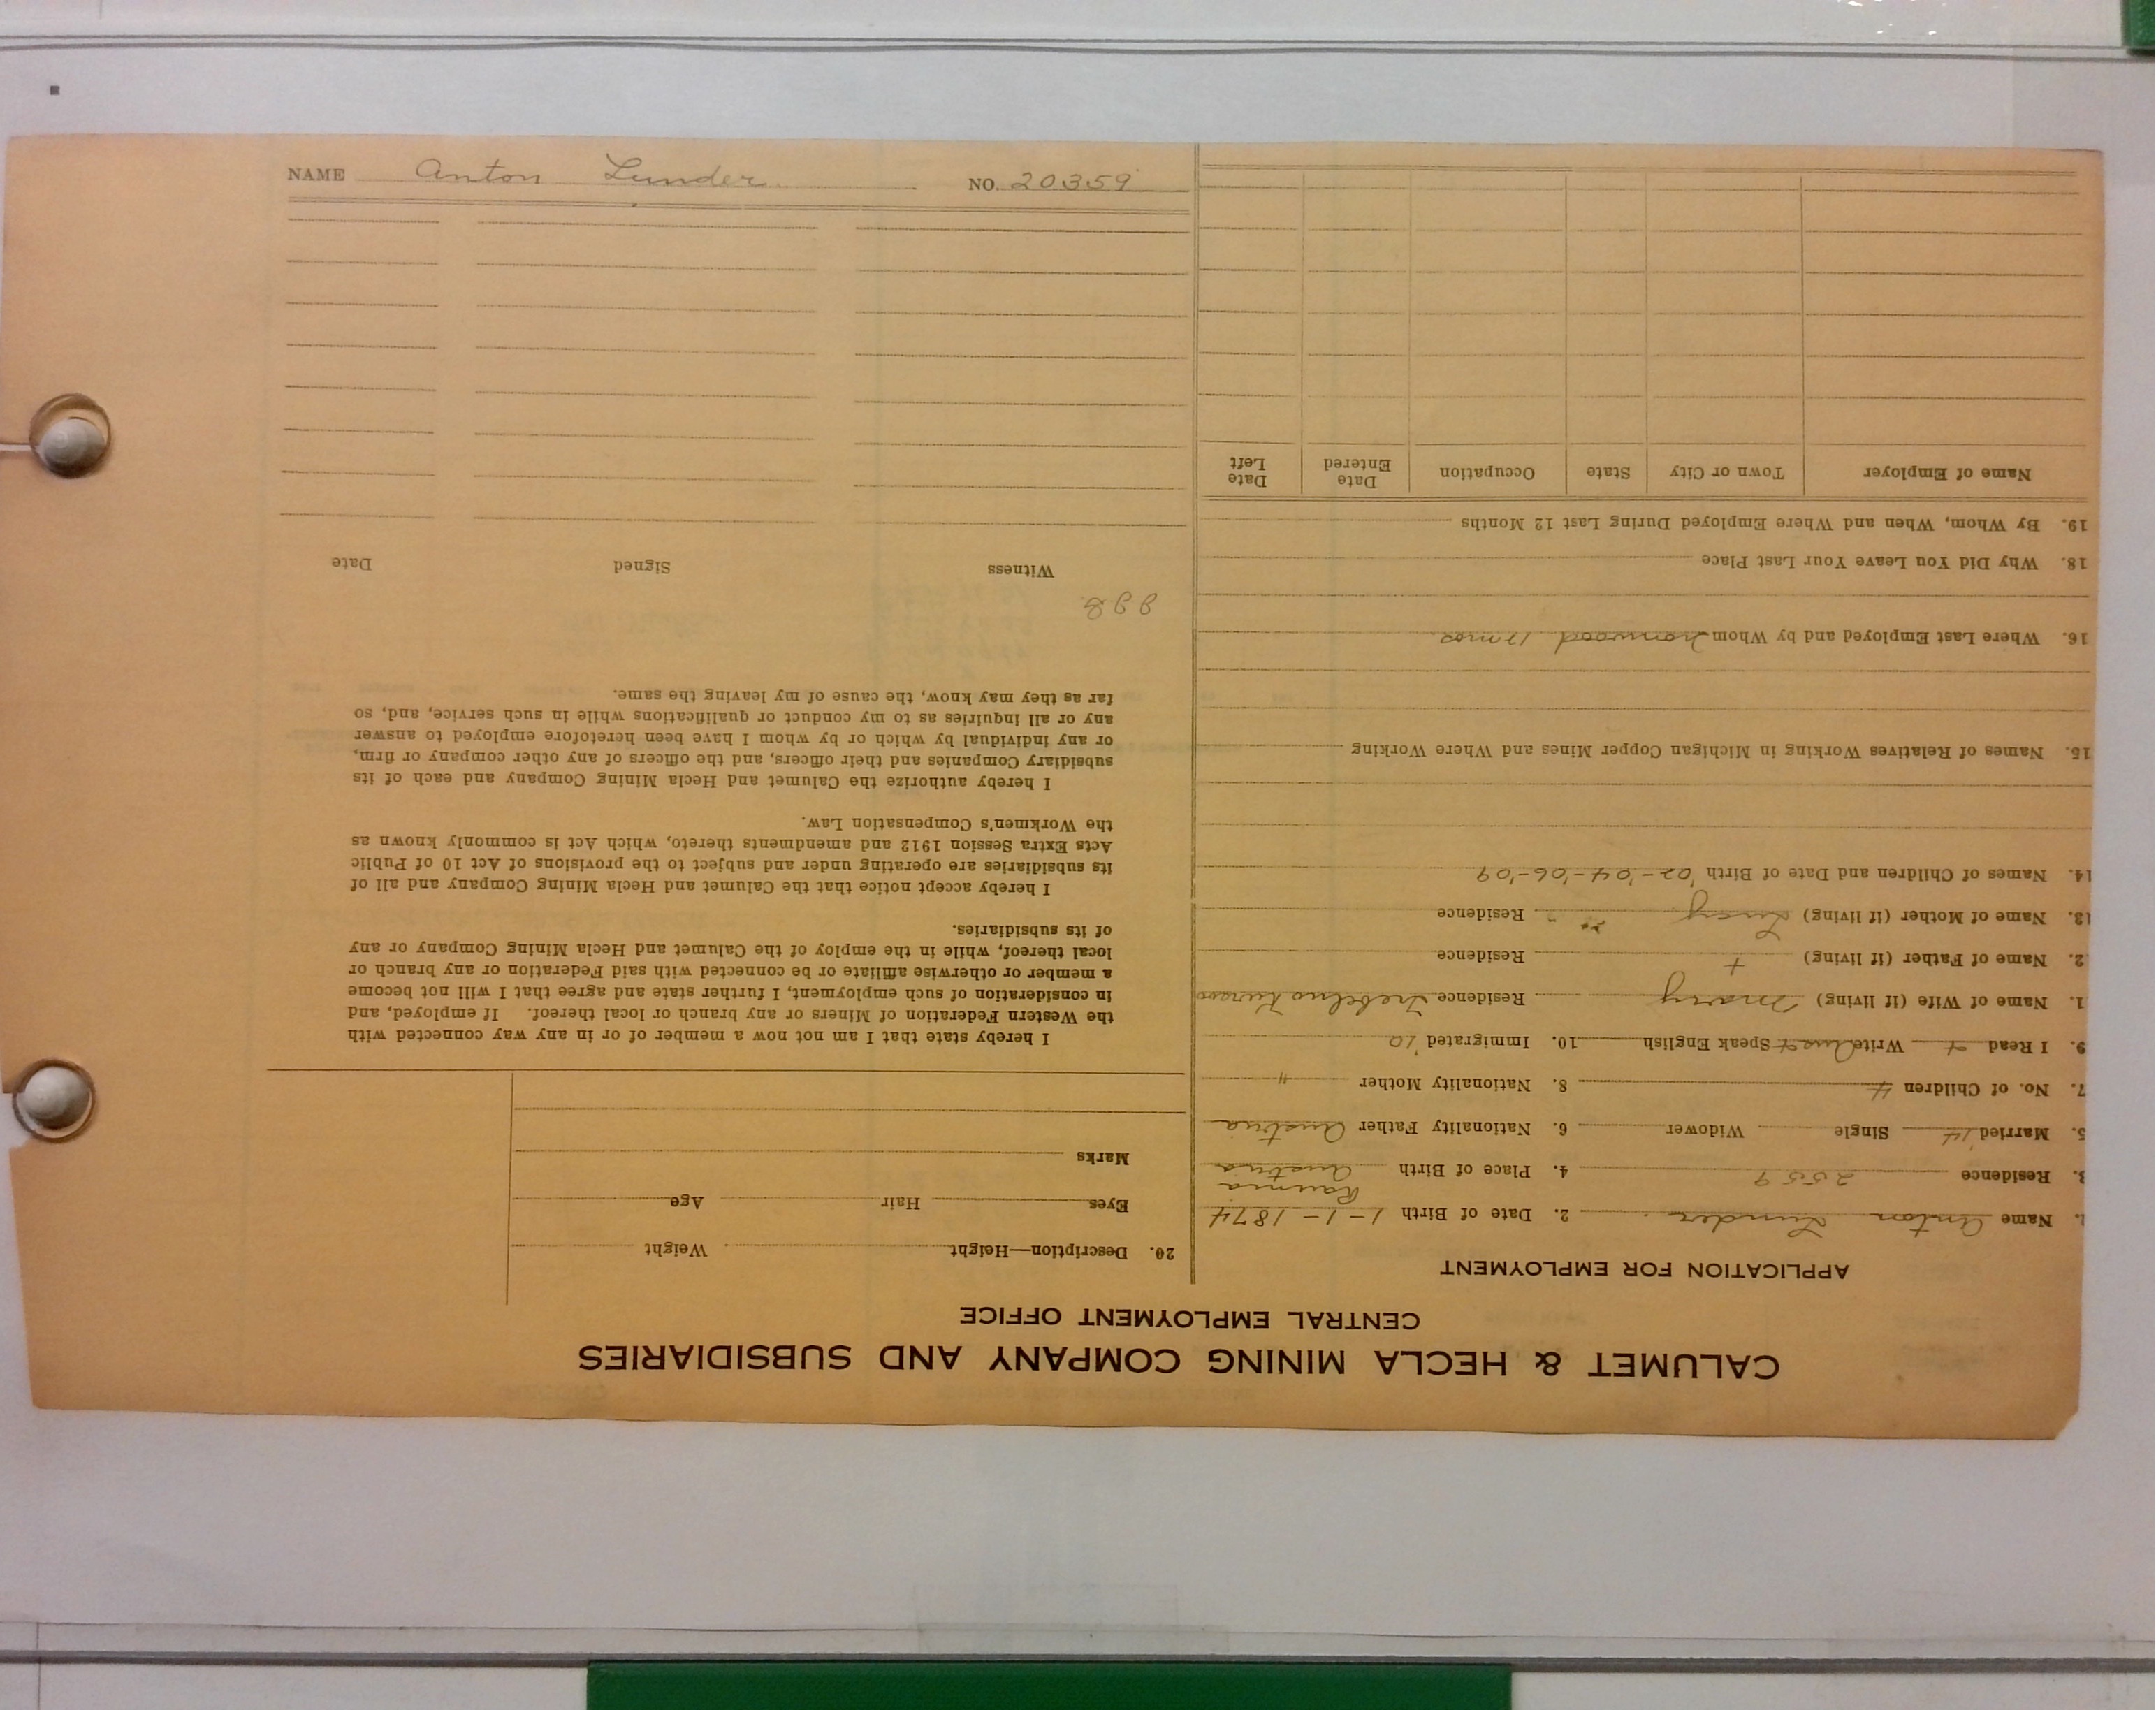 NAME Anton Lunder NO. 20359
CALUMET & HECLA MINING COMPANY AND SUBSIDIARIES
CENTRAL EMPLOYMENT OFFICE
APPLICATION FOR EMPLOYMENT
1. Name Anton Lunder 2. Date of Birth 1-1-1874
3. Residence 2559 4. Place of Birth Austria
5. Married '14 Single Widower 6. Nationality Father Austria
7. No. of Children 4 8. Nationality Mother "
9. I Read + Write Speak English 10. Immigrated '10
1. Name of Wife (if living) Mary Residence
2. Name of Father (if living) + Residence
13. Name of Mother (if living) Residence
14. Names of Children and Date of Birth '02-'04-'06-'09
15. Names of Relatives Working in Michigan Copper Mines and Where Working
16. Where Last Employed and by Whom Ironwood 17 mos.
18. Why Did You Leave Your Last Place
19. By Whom, When and Where Employed During Last 12 Months
Name of Employer Town or City State Occupation Date Entered Date Left
20. Description—Height Weight
Eyes Hair Age
Marks
I hereby state that I am not now a member of or in any way connected with
the Western Federation of Miners or any branch or local thereof. If employed, and
in consideration of such employment, I further state and agree that I will not become
a member or otherwise affiliate or be connected with said Federation or any branch or
local thereof, while in the employ of the Calumet and Hecla Mining Company or any
of its subsidiaries.
I hereby accept notice that the Calumet and Hecla Mining Company and all of
its subsidiaries are operating under and subject to the provisions of Act 10 of Public
Acts Extra Session 1912 and amendments thereto, which Act is commonly known as
the Workmen's Compensation Law.
I hereby authorize the Calumet and Hecla Mining Company and each of its
subsidiary Companies and their officers, and the officers of any other company or firm,
or any individual by which or by whom I have been heretofore employed to answer
any or all inquiries as to my conduct or qualifications while in such service, and, so
far as they may know, the cause of my leaving the same.
Witness Signed Date